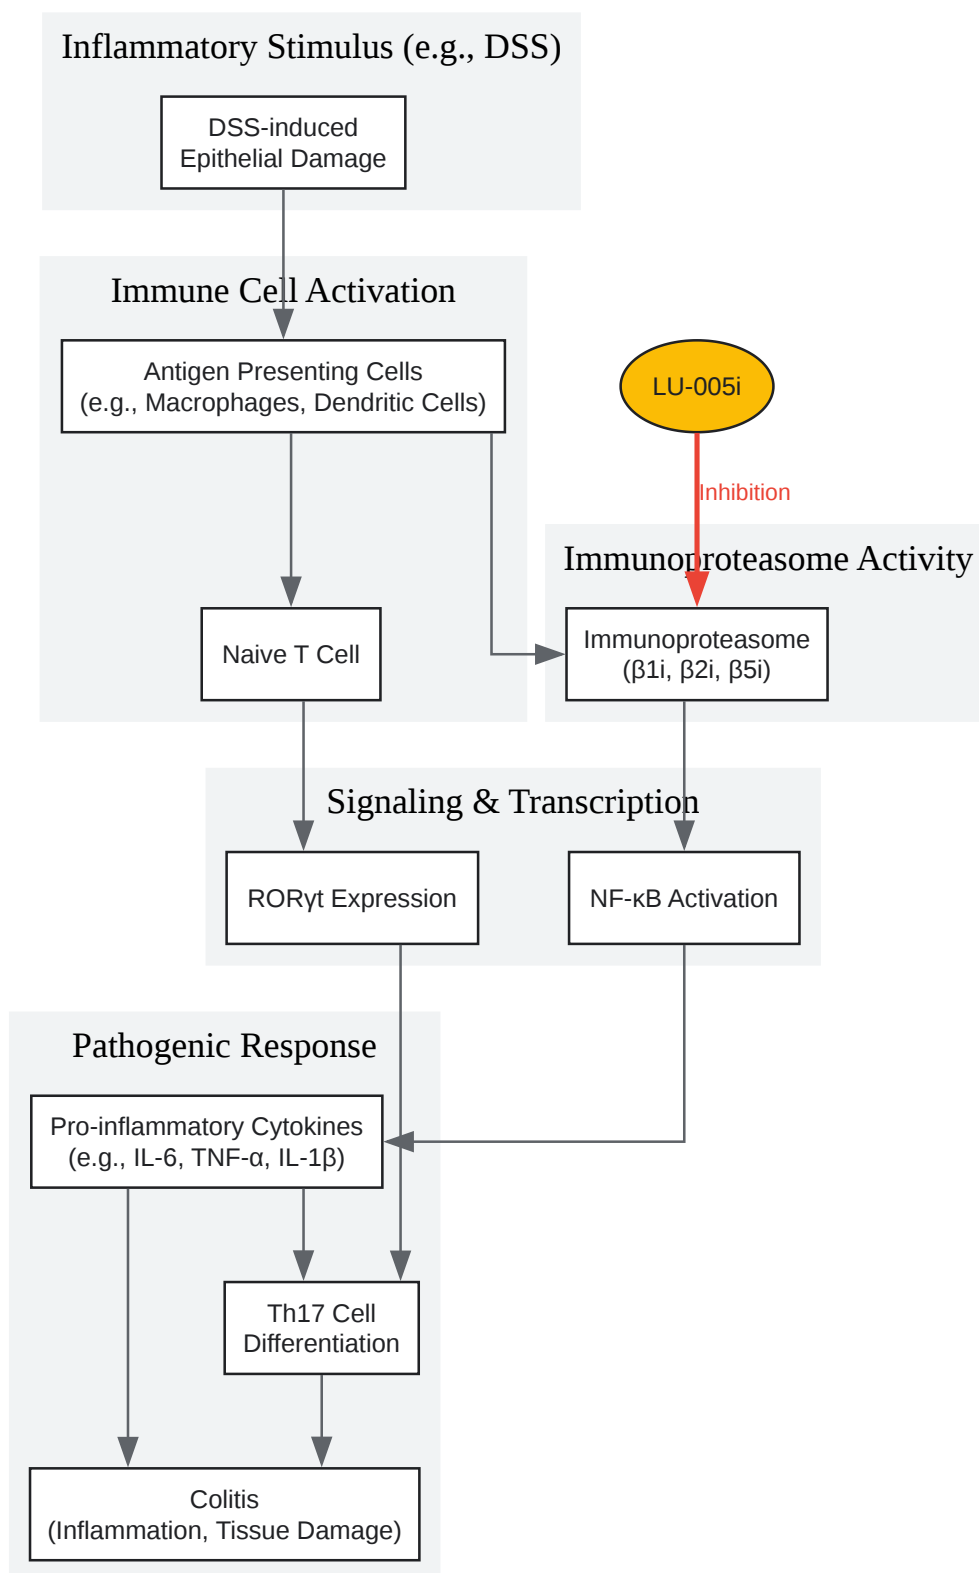 Inflammatory Stimulus (e.g., DSS)
DSS-induced
Epithelial Damage
Immune Cell Activation
Antigen Presenting Cells
(e.g., Macrophages, Dendritic Cells)
LU-005i
Inhibition
Immunoproteasome Activity
Naive T Cell
Immunoproteasome
(β1i, β2i, β5i)
Signaling & Transcription
RORγt Expression
NF-κB Activation
Pathogenic Response
Pro-inflammatory Cytokines
(e.g., IL-6, TNF-α, IL-1β)
Th17 Cell
Differentiation
Colitis
(Inflammation, Tissue Damage)